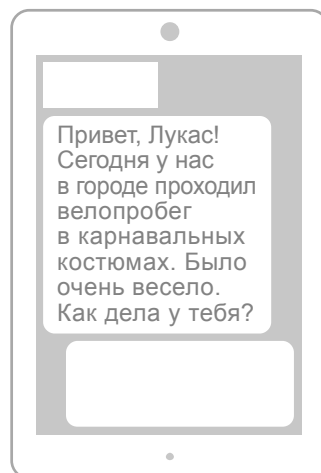 Привет, Лукас!
Сегодня у нас
в городе проходил
велопробег
в карнавальных
костюмах. Было
очень весело.
Как дела у тебя?